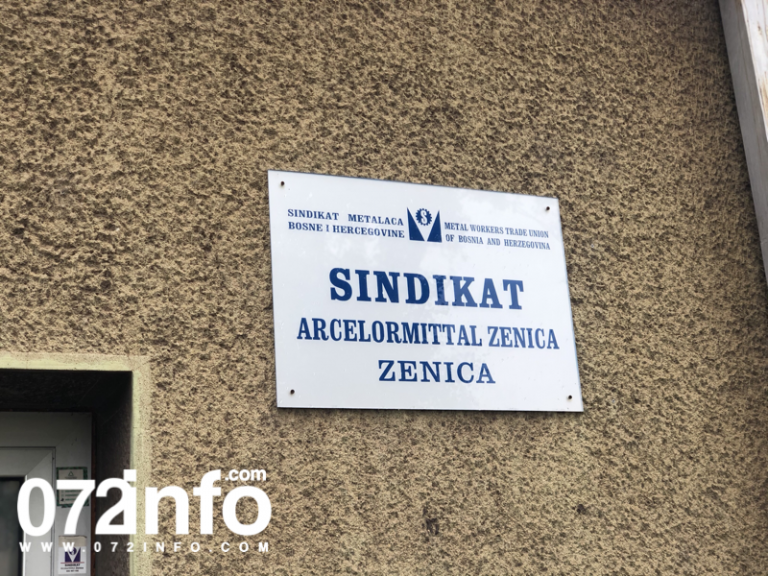 SINDIKAT METALACA
BOSNE I HERCEGOVINE
METAL WORKERS TRADE UNION
OF BOSNIA AND HERZEGOVINA
SINDIKAT
ARCELORMITTAL ZENICA
ZENICA
072info.com
WWW.072INFO.COM